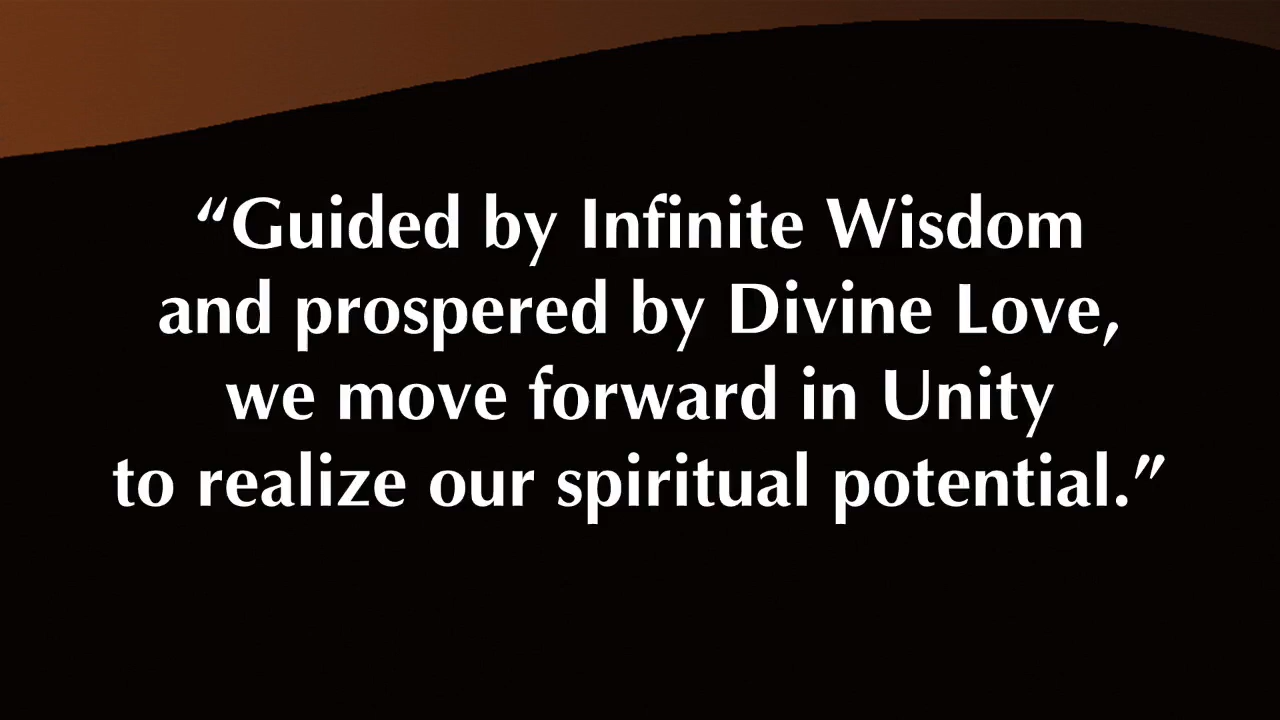 “Guided by Infinite Wisdom
and prospered by Divine Love,
we move forward in Unity
to realize our spiritual potential.”